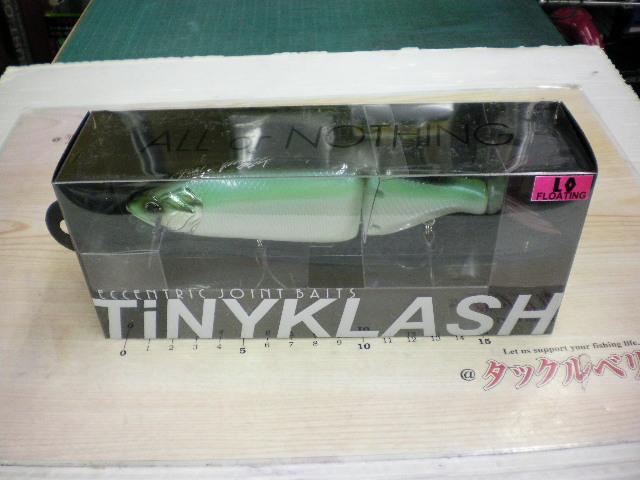 ALL or NOTHING
LO
FLOATING
ECCENTRIC JOINT BAITS
TiNYKLASH
0 1 2 3 4 5 6 7 8 9 10 11 12 13 14 15
Let us support your fishing life.
@ タックルベリ